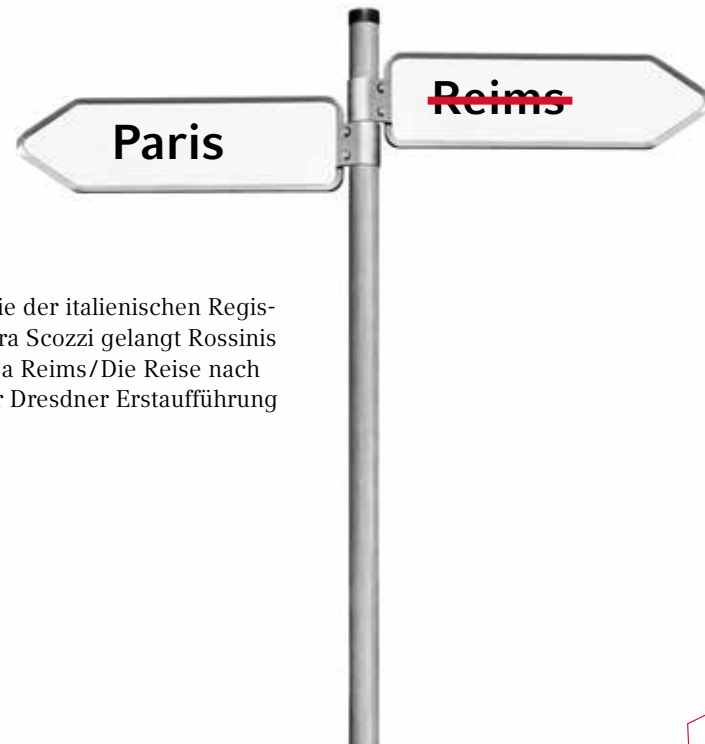 Reims
Paris
ie der italienischen Regis-
ra Scozzi gelangt Rossinis
a Reims/Die Reise nach
r Dresdner Erstaufführung